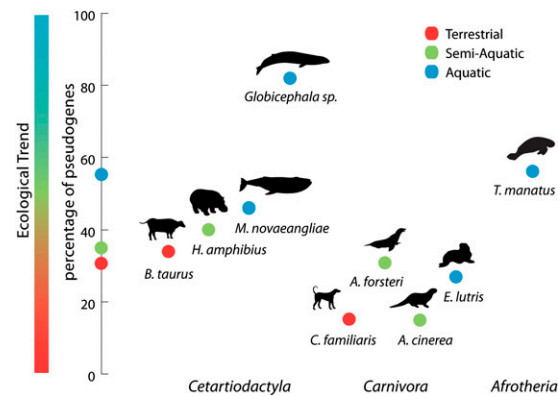 100
80
60
40
20
0
Ecological Trend
percentage of pseudogenes
Terrestrial
Semi-Aquatic
Aquatic
Globicephala sp.
T. manatus
M. novaeangliae
H. amphibius
B. taurus
A. forsteri
E. lutris
C. familiaris
A. cinerea
Cetartiodactyla
Carnivora
Afrotheria